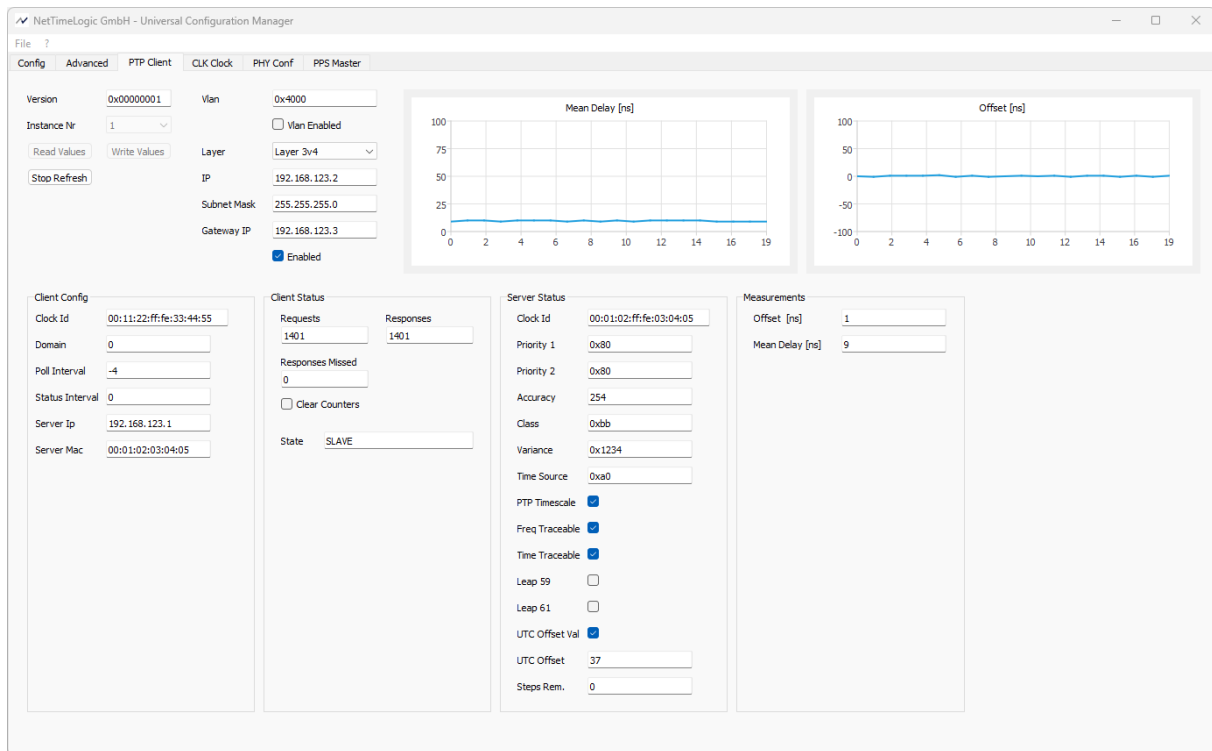 NetTimeLogic GmbH - Universal Configuration Manager
File ?
Config Advanced PTP Client CLK Clock PHY Conf PPS Master
Version 0x00000001
Instance Nr 1
Read Values Write Values
Stop Refresh
Vlan 0x4000
Vlan Enabled
Layer Layer 3v4
IP 192.168.123.2
Subnet Mask 255.255.255.0
Gateway IP 192.168.123.3
Enabled
Mean Delay [ns]
100
75
50
25
0
0 2 4 6 8 10 12 14 16 19
Offset [ns]
100
50
0
-50
-100
0 2 4 6 8 10 12 14 16 19
Client Config
Clock Id 00:11:22:ff:fe:33:44:55
Domain 0
Poll Interval -4
Status Interval 0
Server Ip 192.168.123.1
Server Mac 00:01:02:03:04:05
Client Status
Requests Responses
1401 1401
Responses Missed
0
Clear Counters
State SLAVE
Server Status
Clock Id 00:01:02:ff:fe:03:04:05
Priority 1 0x80
Priority 2 0x80
Accuracy 254
Class 0xbb
Variance 0x1234
Time Source 0xa0
PTP Timescale
Freq Traceable
Time Traceable
Leap 59
Leap 61
UTC Offset Val
UTC Offset 37
Steps Rem. 0
Measurements
Offset [ns] 1
Mean Delay [ns] 9